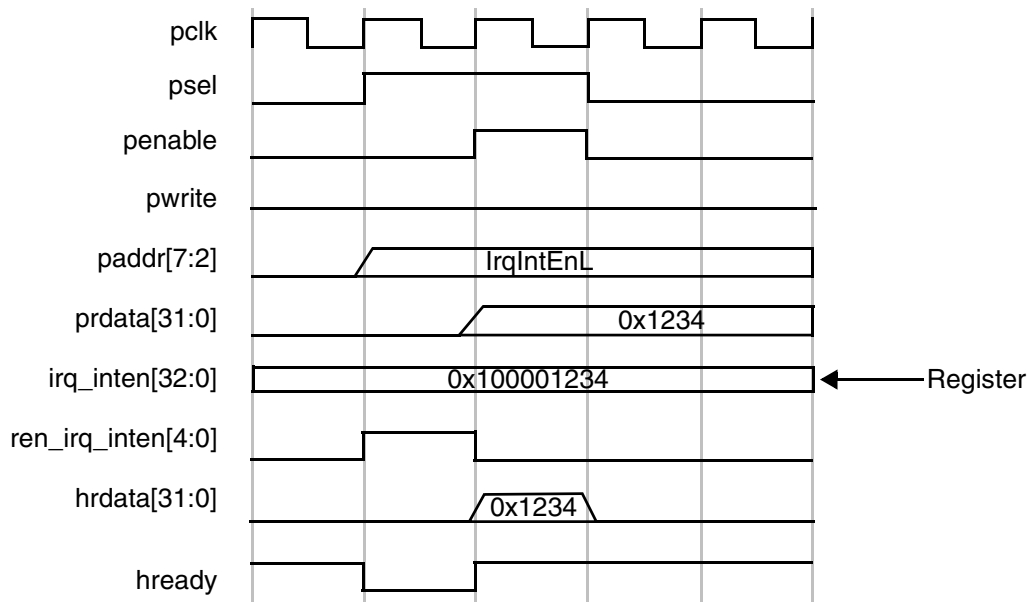 pclk
psel
penable
pwrite
paddr[7:2]
IrqIntEnL
prdata[31:0]
0x1234
irq_inten[32:0]
0x100001234
Register
ren_irq_inten[4:0]
hrdata[31:0]
0x1234
hready